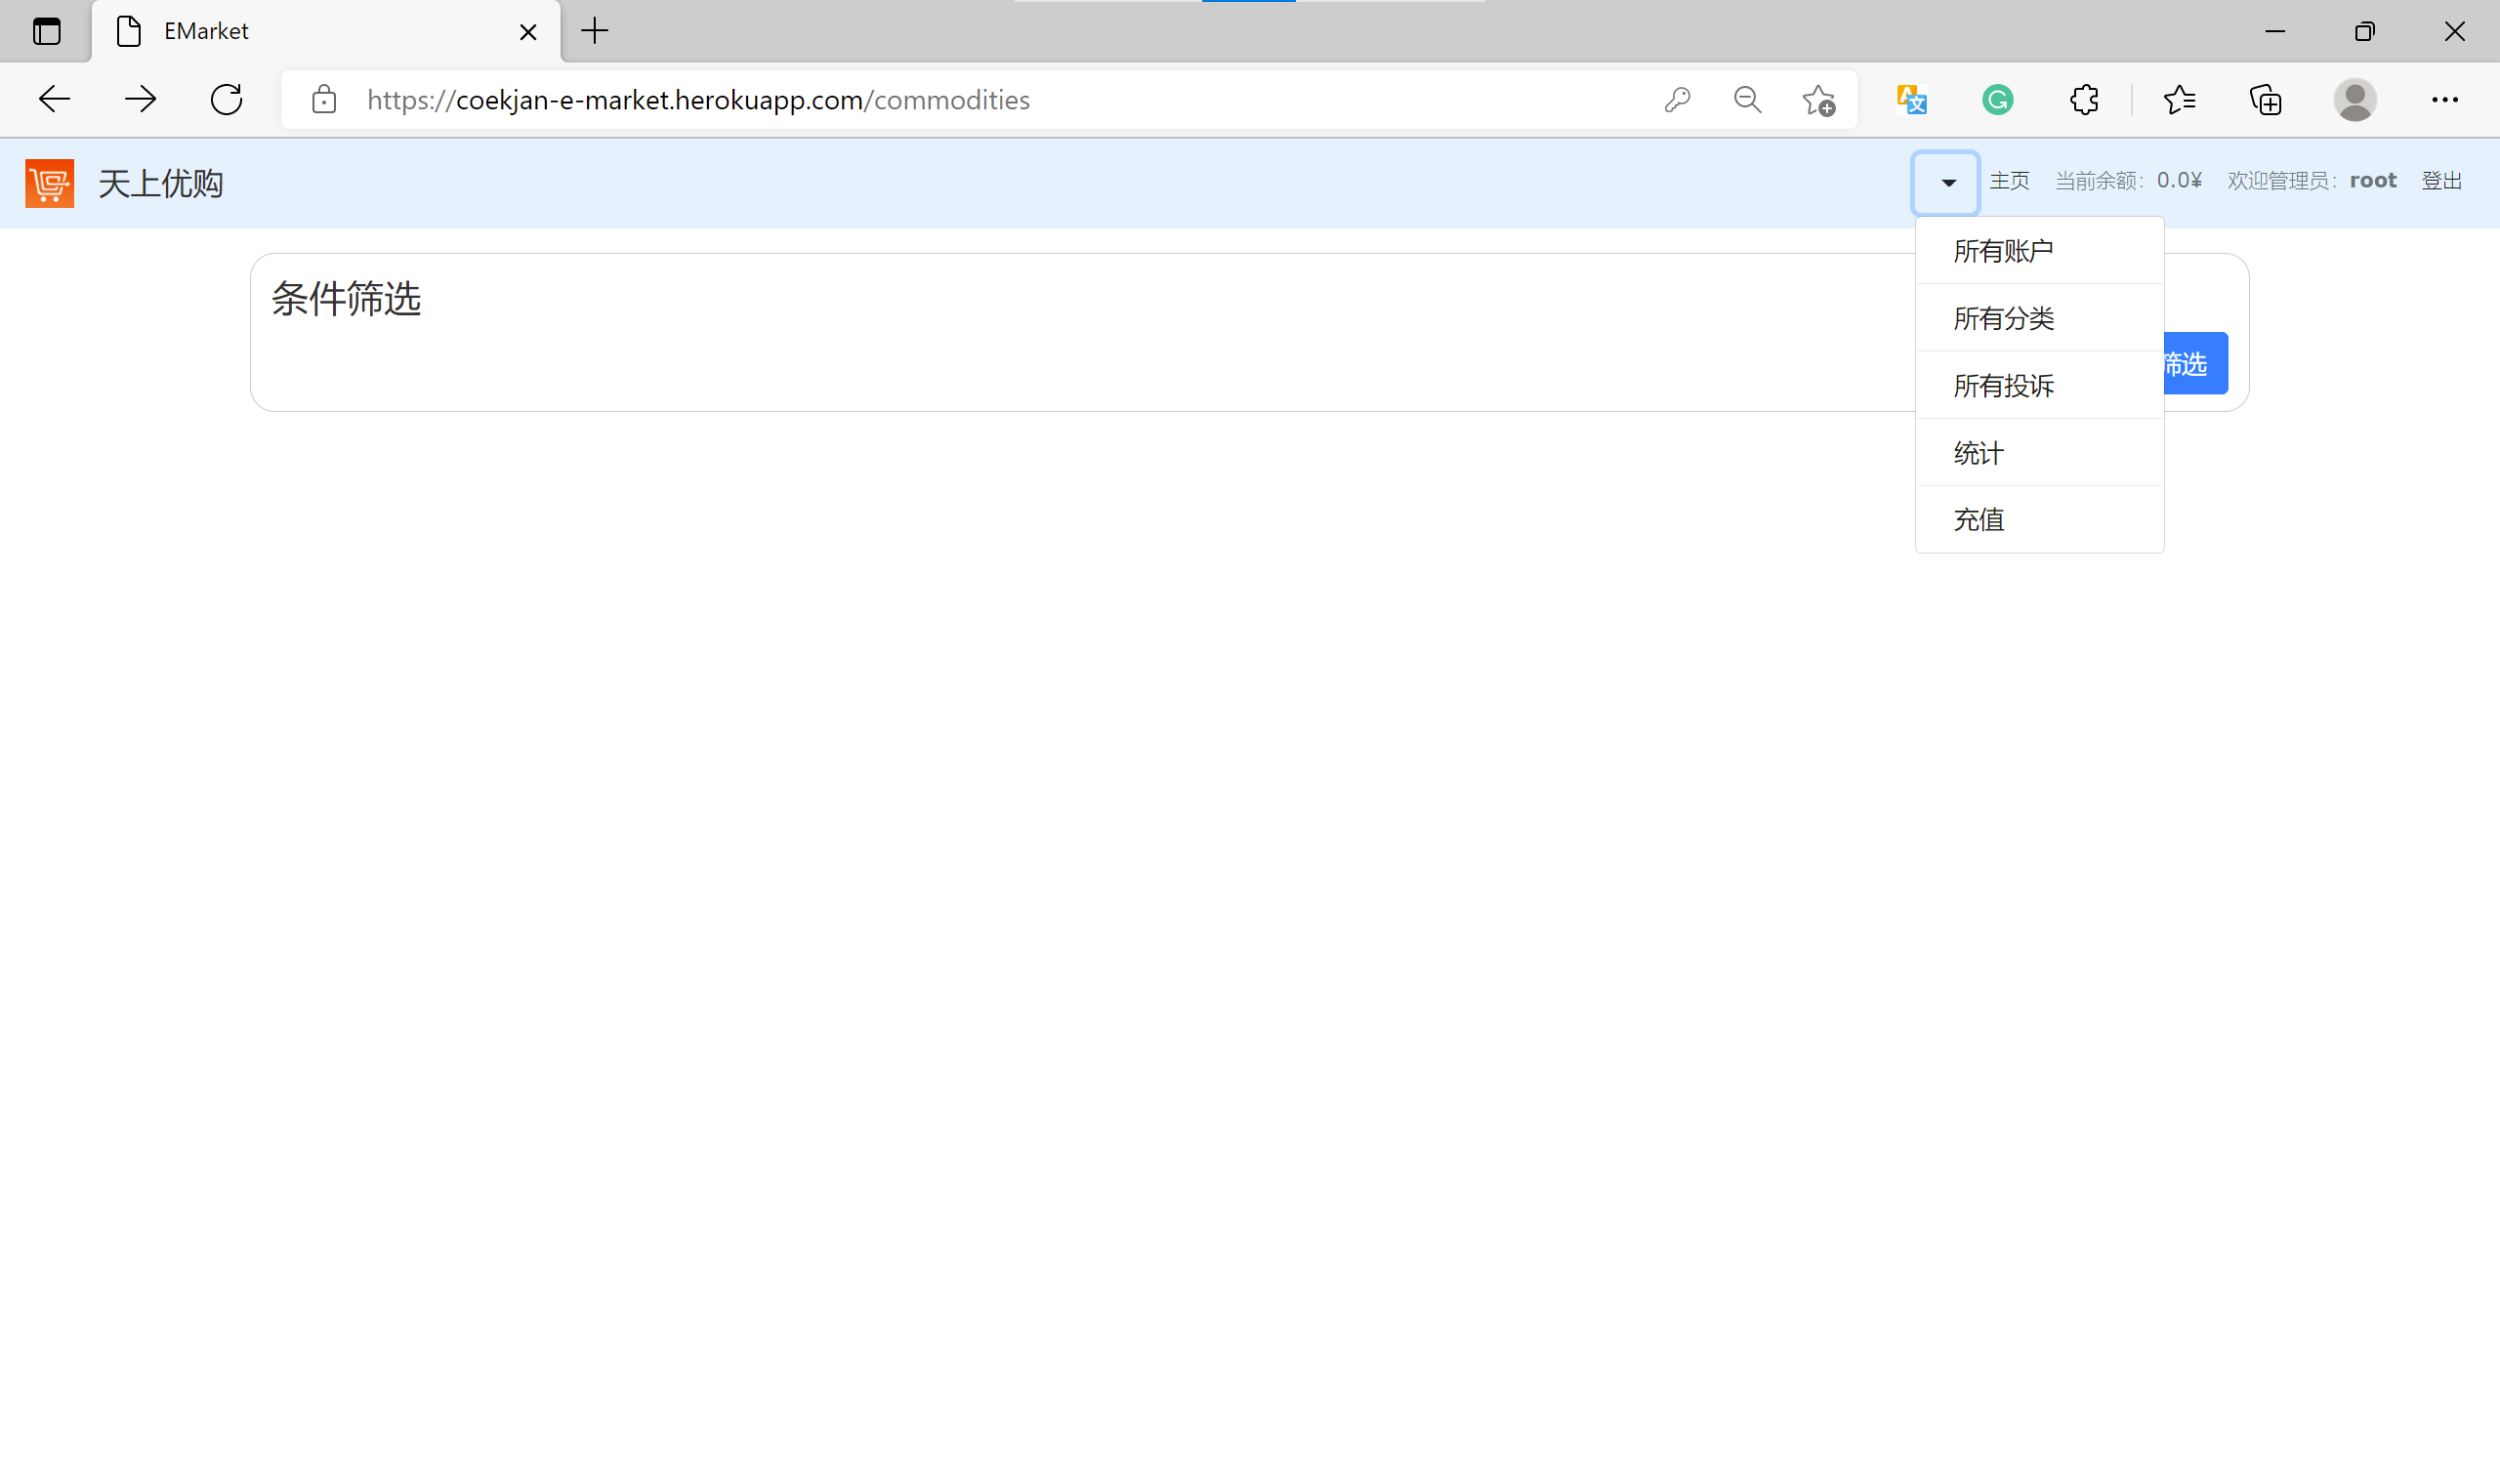 EMarket
https://coekjan-e-market.herokuapp.com/commodities
天上优购
主页 当前余额: 0.0¥ 欢迎管理员: root 登出
所有账户
条件筛选
所有分类
筛选
所有投诉
统计
充值